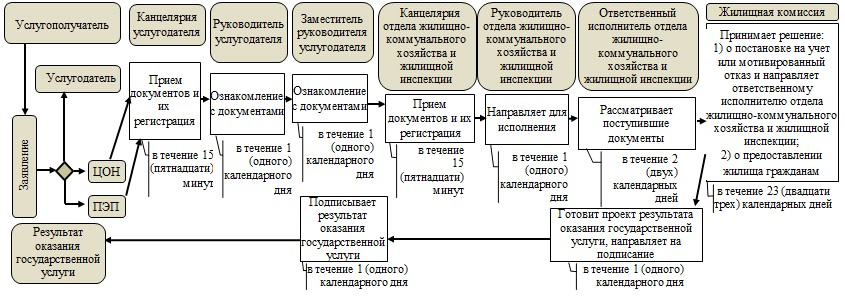 Услугополучатель
Канцелярия
услугодателя
Руководитель
услугодателя
Заместитель
руководителя
услугодателя
Канцелярия
отдела жилищно-
коммунального
хозяйства и
жилищной
инспекции
Руководитель
отдела жилищно-
коммунального
хозяйства и
жилищной
инспекции
Ответственный
исполнитель отдела
жилищно-
коммунального
хозяйства и
жилищной инспекции
Жилищная комиссия
Заявление
Услугодатель
ЦОН
ПЭП
Прием
документов и
их
регистрация
в течение 15
(пятнадцати)
минут
Ознакомление
с документами
в течение 1
(одного)
календарного
дня
Ознакомление
с документами
в течение 1
(одного)
календарного
дня
Прием
документов и их
регистрация
в течение
15
(пятнадцати)
минут
Направляет для
исполнения
в течение 1
(одного)
календарного
дня
Рассматривает
поступившие
документы
в течение 2
(двух)
календарных
дней
Принимает решение:
1) о постановке на учет
или мотивированный
отказ и направляет
ответственному
исполнителю отдела
жилищно-коммунального
хозяйства и жилищной
инспекции;
2) о предоставлении
жилища гражданам
в течение 23 (двадцати
трех) календарных дней
Готовит проект результата
оказания государственной
услуги, направляет на
подписание
в течение 1 (одного)
календарного дня
Подписывает
результат
оказания
государственной
услуги
в течение 1 (одного)
календарного дня
Результат
оказания
государственной
услуги